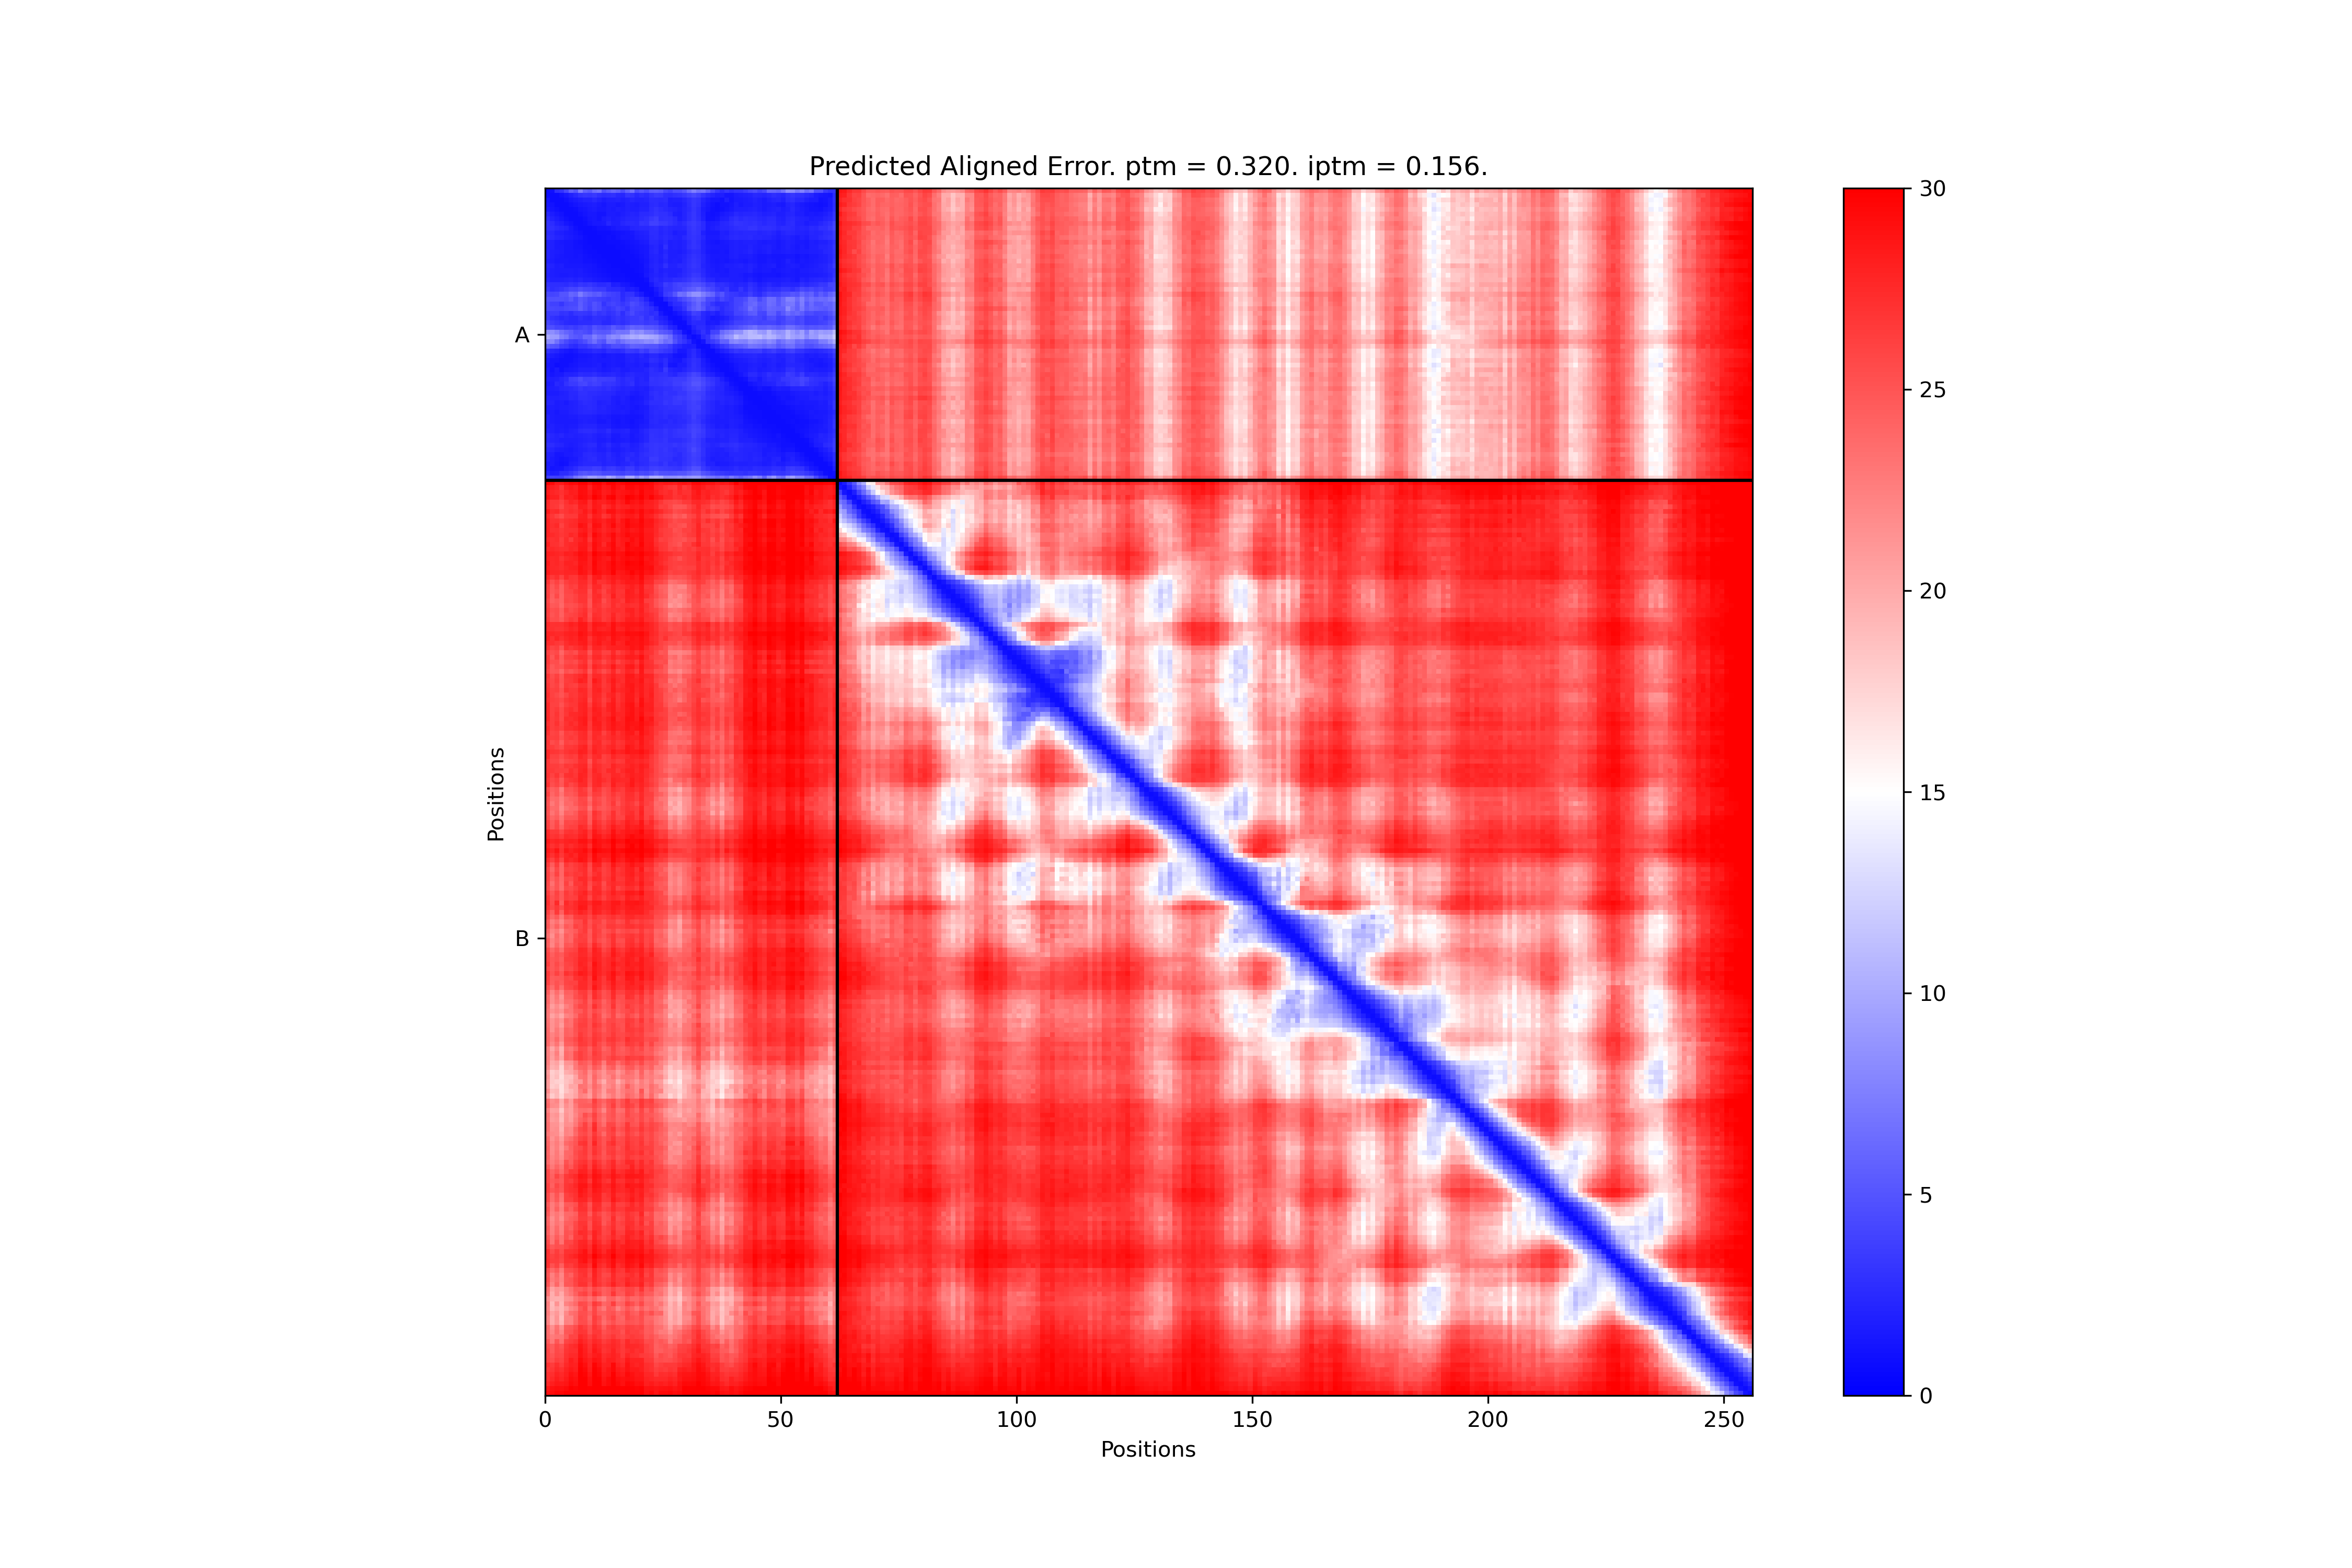 Predicted Aligned Error. ptm = 0.320. iptm = 0.156.
A
B
Positions
0
50
100
150
200
250
Positions
30
25
20
15
10
5
0